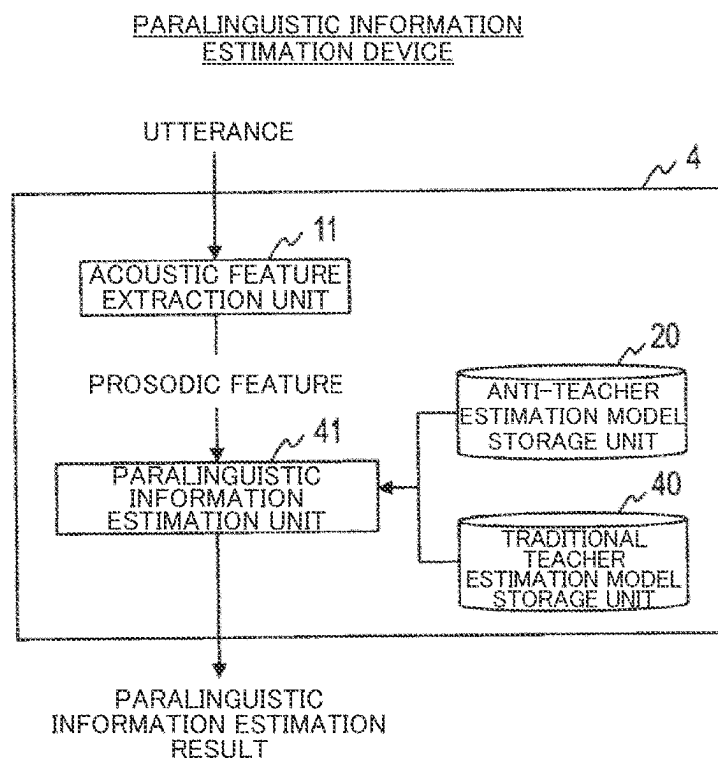 PARALINGUISTIC INFORMATION
ESTIMATION DEVICE
UTTERANCE
4
11
ACOUSTIC FEATURE
EXTRACTION UNIT
PROSODIC FEATURE
20
ANTI-TEACHER
ESTIMATION MODEL
STORAGE UNIT
41
PARALINGUISTIC
INFORMATION
ESTIMATION UNIT
40
TRADITIONAL
TEACHER
ESTIMATION MODEL
STORAGE UNIT
PARALINGUISTIC
INFORMATION ESTIMATION
RESULT